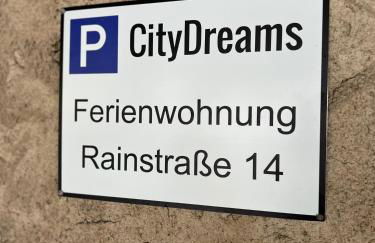 P CityDreams
Ferienwohnung
Rainstraße 14